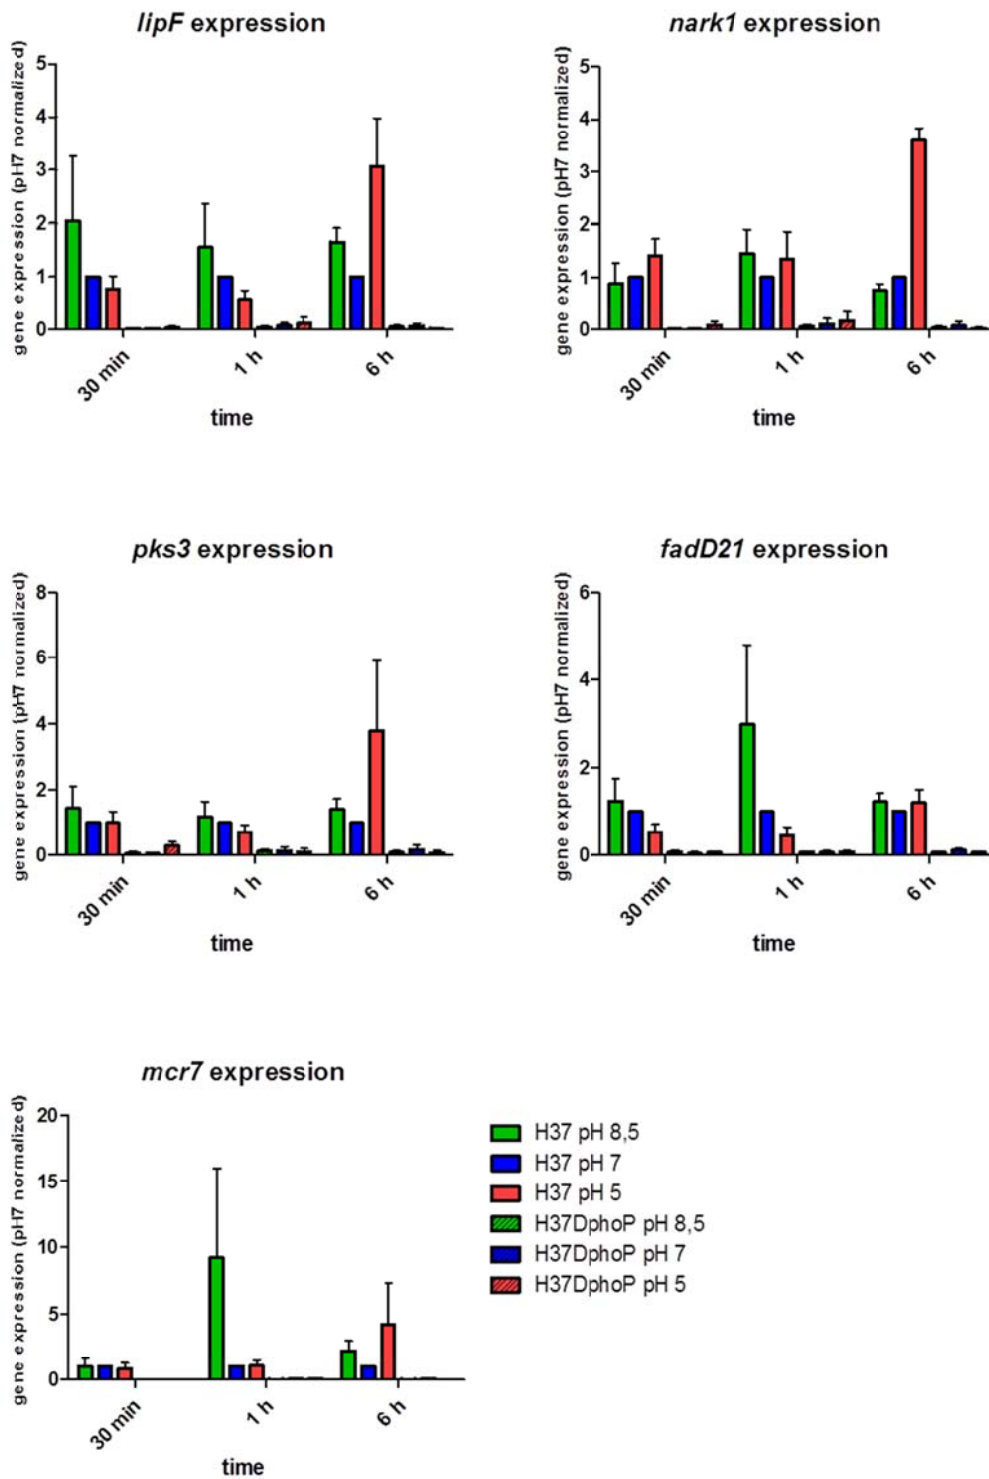 lipF expression
gene expression (pH7 normalized)
5
4
3
2
1
0
30 min
1 h
6 h
time
nark1 expression
gene expression (pH7 normalized)
5
4
3
2
1
0
30 min
1 h
6 h
time
pks3 expression
gene expression (pH7 normalized)
8
6
4
2
0
30 min
1 h
6 h
time
fadD21 expression
gene expression (pH7 normalized)
6
4
2
0
30 min
1 h
6 h
time
mcr7 expression
gene expression (pH7 normalized)
20
15
10
5
0
30 min
1 h
6 h
time
H37 pH 8,5
H37 pH 7
H37 pH 5
H37DphoP pH 8,5
H37DphoP pH 7
H37DphoP pH 5